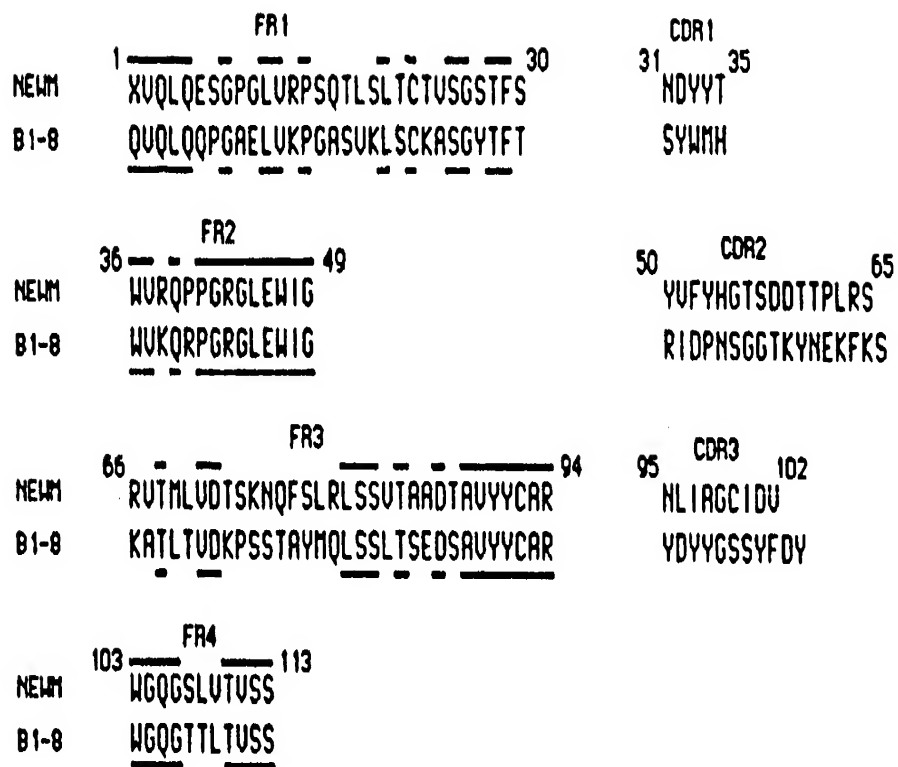 FR1 CDR1
1 30 31 35
NEWM XVQLQESGPGLVRPSQTLSLTCTVSGSTFS NDYYT
B1-8 QVQLQQPGAELVKPGASVKLSCKASGYTFT SYWMH
FR2 CDR2
36 49 50 65
NEWM WVRQPPGRGLEWIG YVFYHGTSDDTTPLRS
B1-8 WVKQRPGRGLEWIG RIDPNSGGTKYNEKFKS
FR3 CDR3
66 94 95 102
NEWM RVTMLVDTSKNQFSLRLSSVTAADTAVYYCAR NLIAGCIDV
B1-8 KATLTVDKPSSTAYMQLSSLTSEDSAVYYCAR YDYYGSSYFDY
FR4
103 113
NEWM WGQGSLVTVSS
B1-8 WGQGTTLTVSS